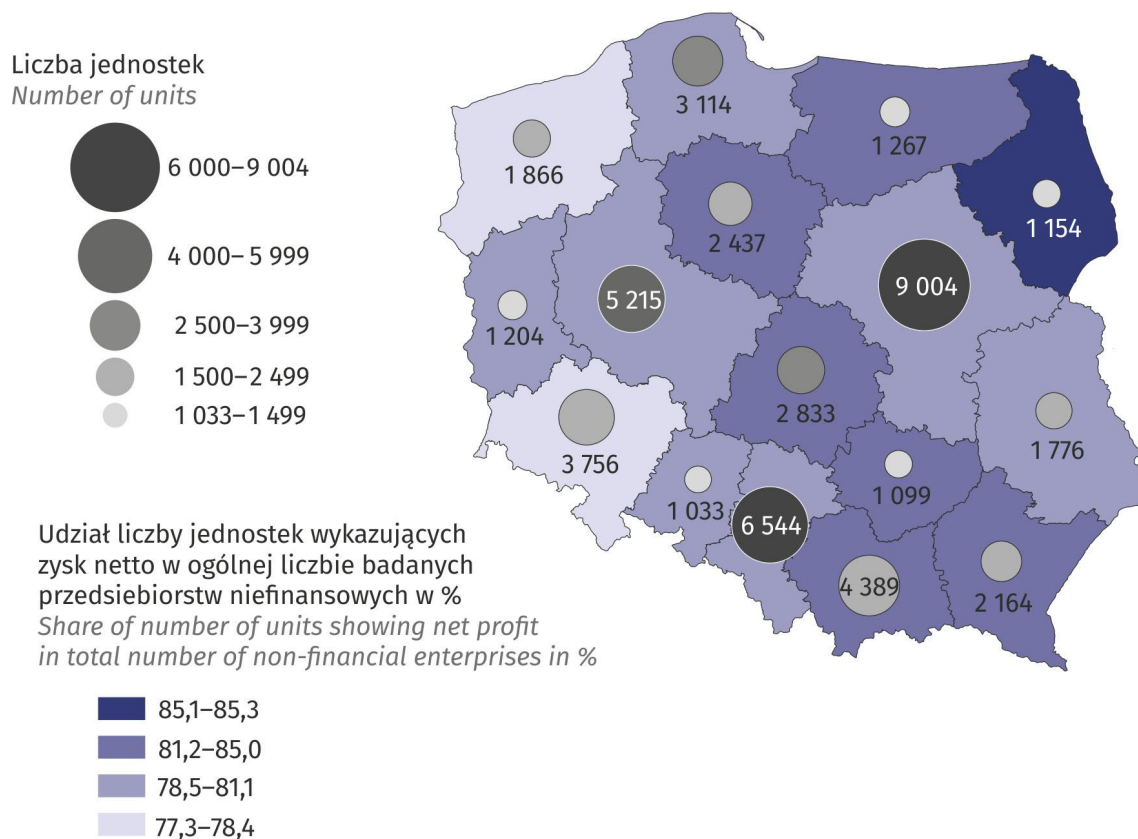 Liczba jednostek
Number of units
6 000–9 004
4 000– 5 999
2 500–3 999
1 500–2 499
1 033–1 499
Udział liczby jednostek wykazujących
zysk netto w ogólnej liczbie badanych
przedsiebiorstw niefinansowych w %
Share of number of units showing net profit
in total number of non-financial enterprises in %
85,1–85,3
81,2–85,0
78,5–81,1
77,3–78,4
3 114
1 267
1 866
1 154
2 437
9 004
5 215
1 204
2 833
1 776
3 756
1 099
1 033
6 544
4 389
2 164